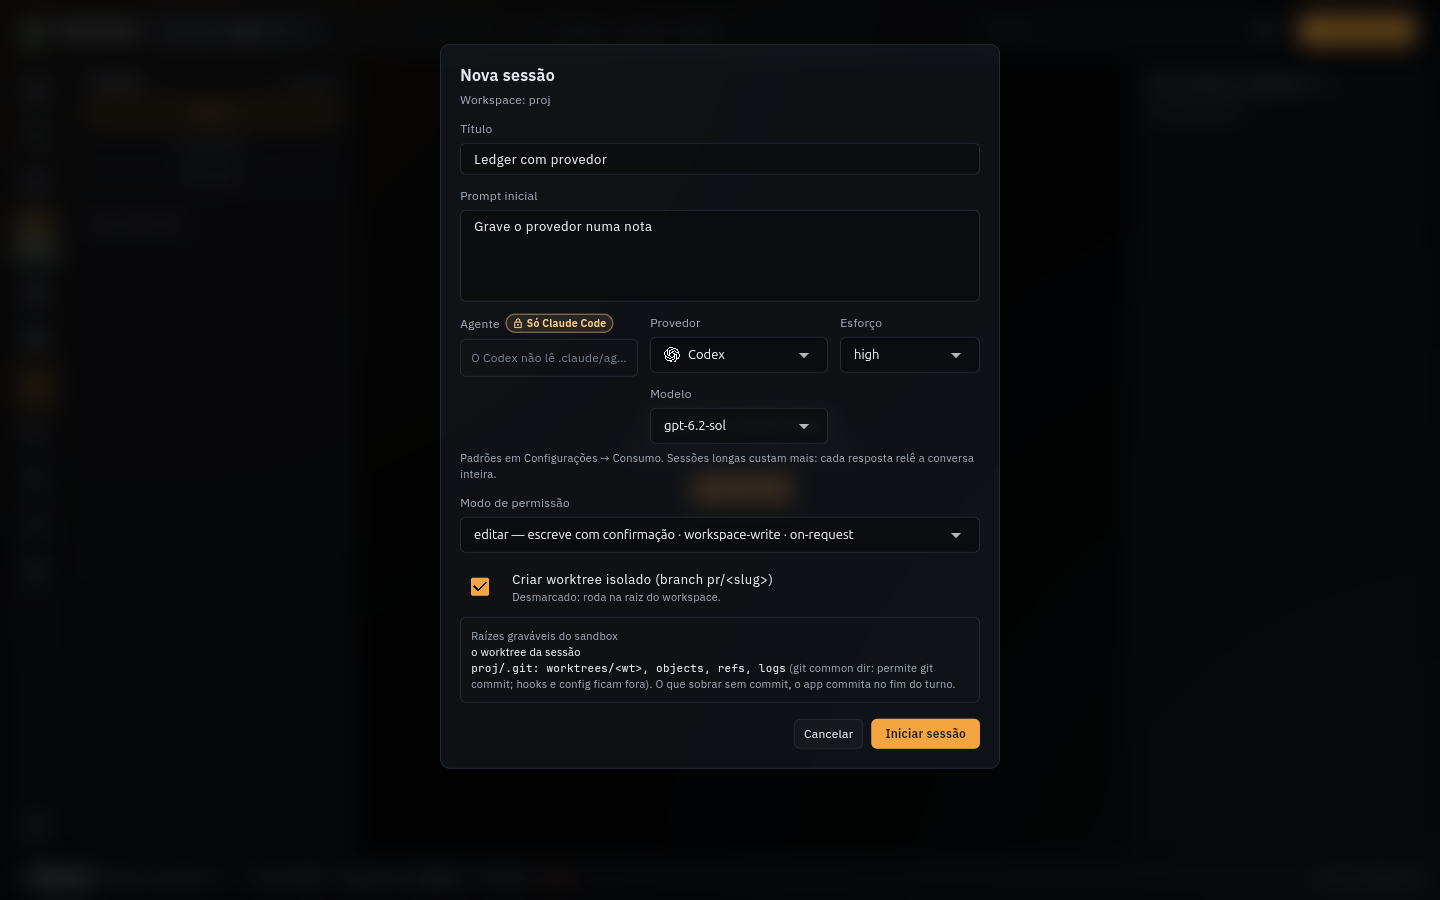 Nova sessão
Workspace: proj
Título
Ledger com provedor
Prompt inicial
Grave o provedor numa nota
Agente
Só Claude Code
Provedor
Esforço
O Codex não lê .claude/ag...
Codex
high
Modelo
gpt-6.2-sol
Padrões em Configurações → Consumo. Sessões longas custam mais: cada resposta relê a conversa
inteira.
Modo de permissão
editar — escreve com confirmação · workspace-write · on-request
Criar worktree isolado (branch pr/<slug>)
Desmarcado: roda na raiz do workspace.
Raízes graváveis do sandbox
o worktree da sessão
proj/.git: worktrees/<wt>, objects, refs, logs (git common dir: permite git
commit; hooks e config ficam fora). O que sobrar sem commit, o app commita no fim do turno.
Cancelar
Iniciar sessão